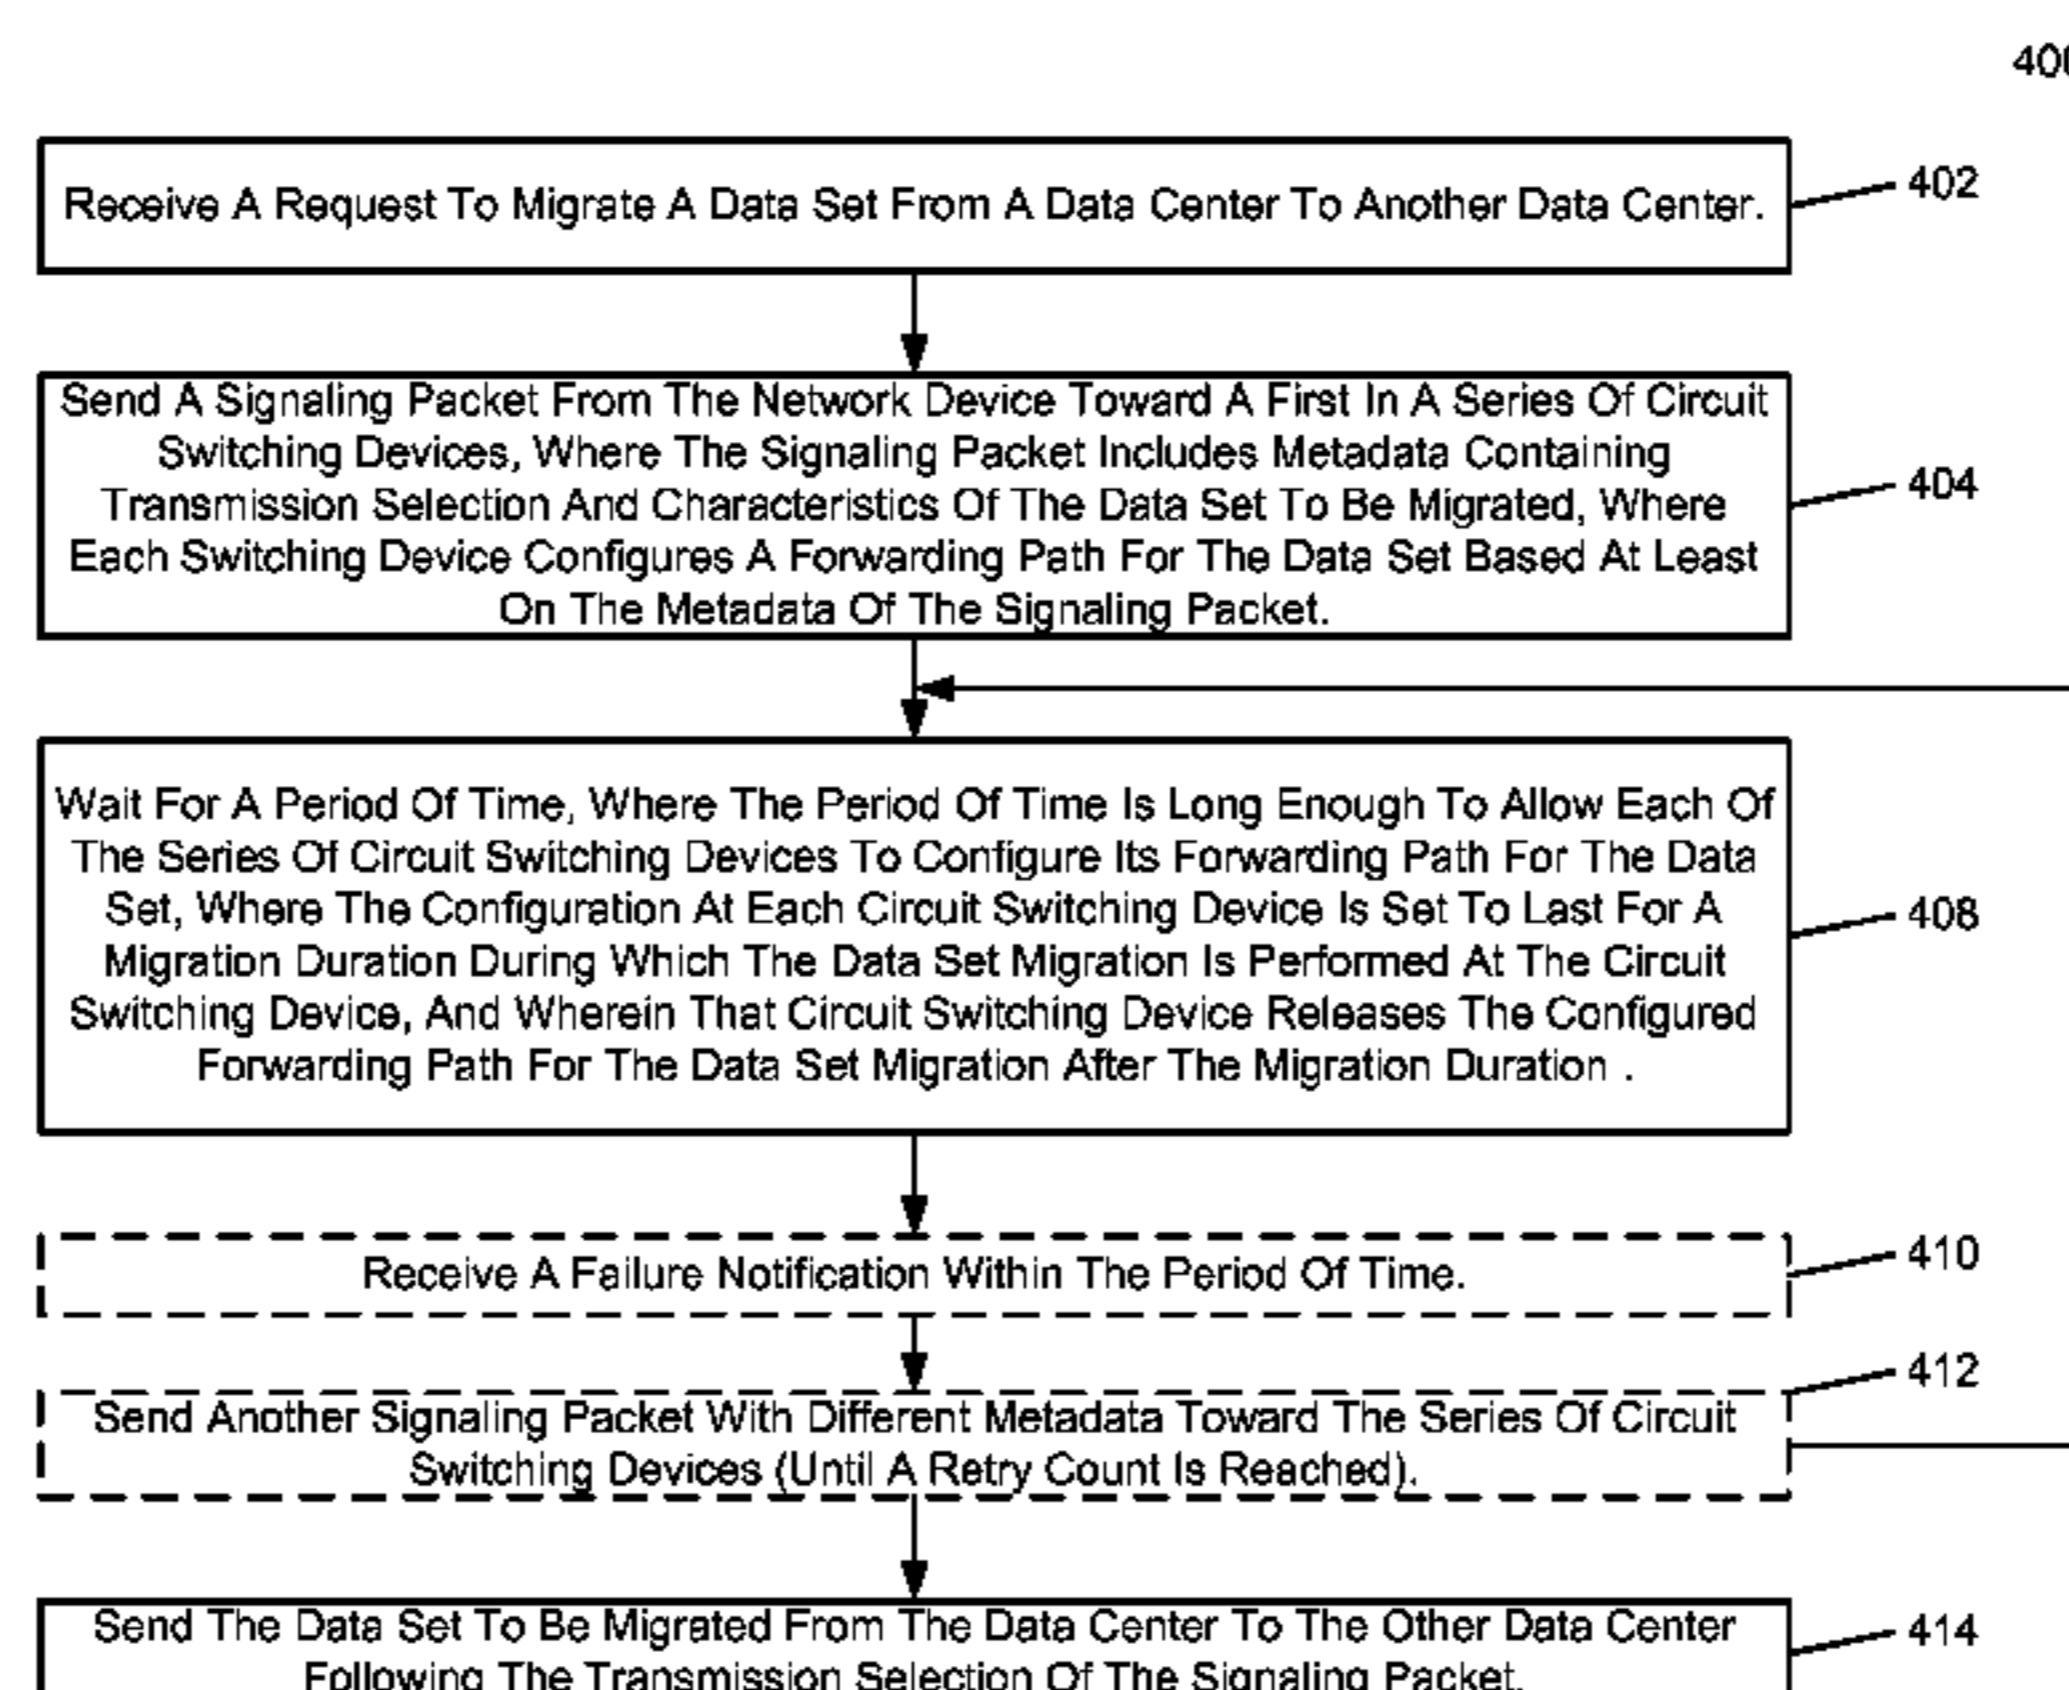 400
Receive A Request To Migrate A Data Set From A Data Center To Another Data Center.
402
Send A Signaling Packet From The Network Device Toward A First In A Series Of Circuit
Switching Devices, Where The Signaling Packet Includes Metadata Containing
Transmission Selection And Characteristics Of The Data Set To Be Migrated, Where
Each Switching Device Configures A Forwarding Path For The Data Set Based At Least
On The Metadata Of The Signaling Packet.
404
Wait For A Period Of Time, Where The Period Of Time Is Long Enough To Allow Each Of
The Series Of Circuit Switching Devices To Configure Its Forwarding Path For The Data
Set, Where The Configuration At Each Circuit Switching Device Is Set To Last For A
Migration Duration During Which The Data Set Migration Is Performed At The Circuit
Switching Device, And Wherein That Circuit Switching Device Releases The Configured
Forwarding Path For The Data Set Migration After The Migration Duration .
408
Receive A Failure Notification Within The Period Of Time.
410
Send Another Signaling Packet With Different Metadata Toward The Series Of Circuit
Switching Devices (Until A Retry Count Is Reached).
412
Send The Data Set To Be Migrated From The Data Center To The Other Data Center
Following The Transmission Selection Of The Signaling Packet.
414